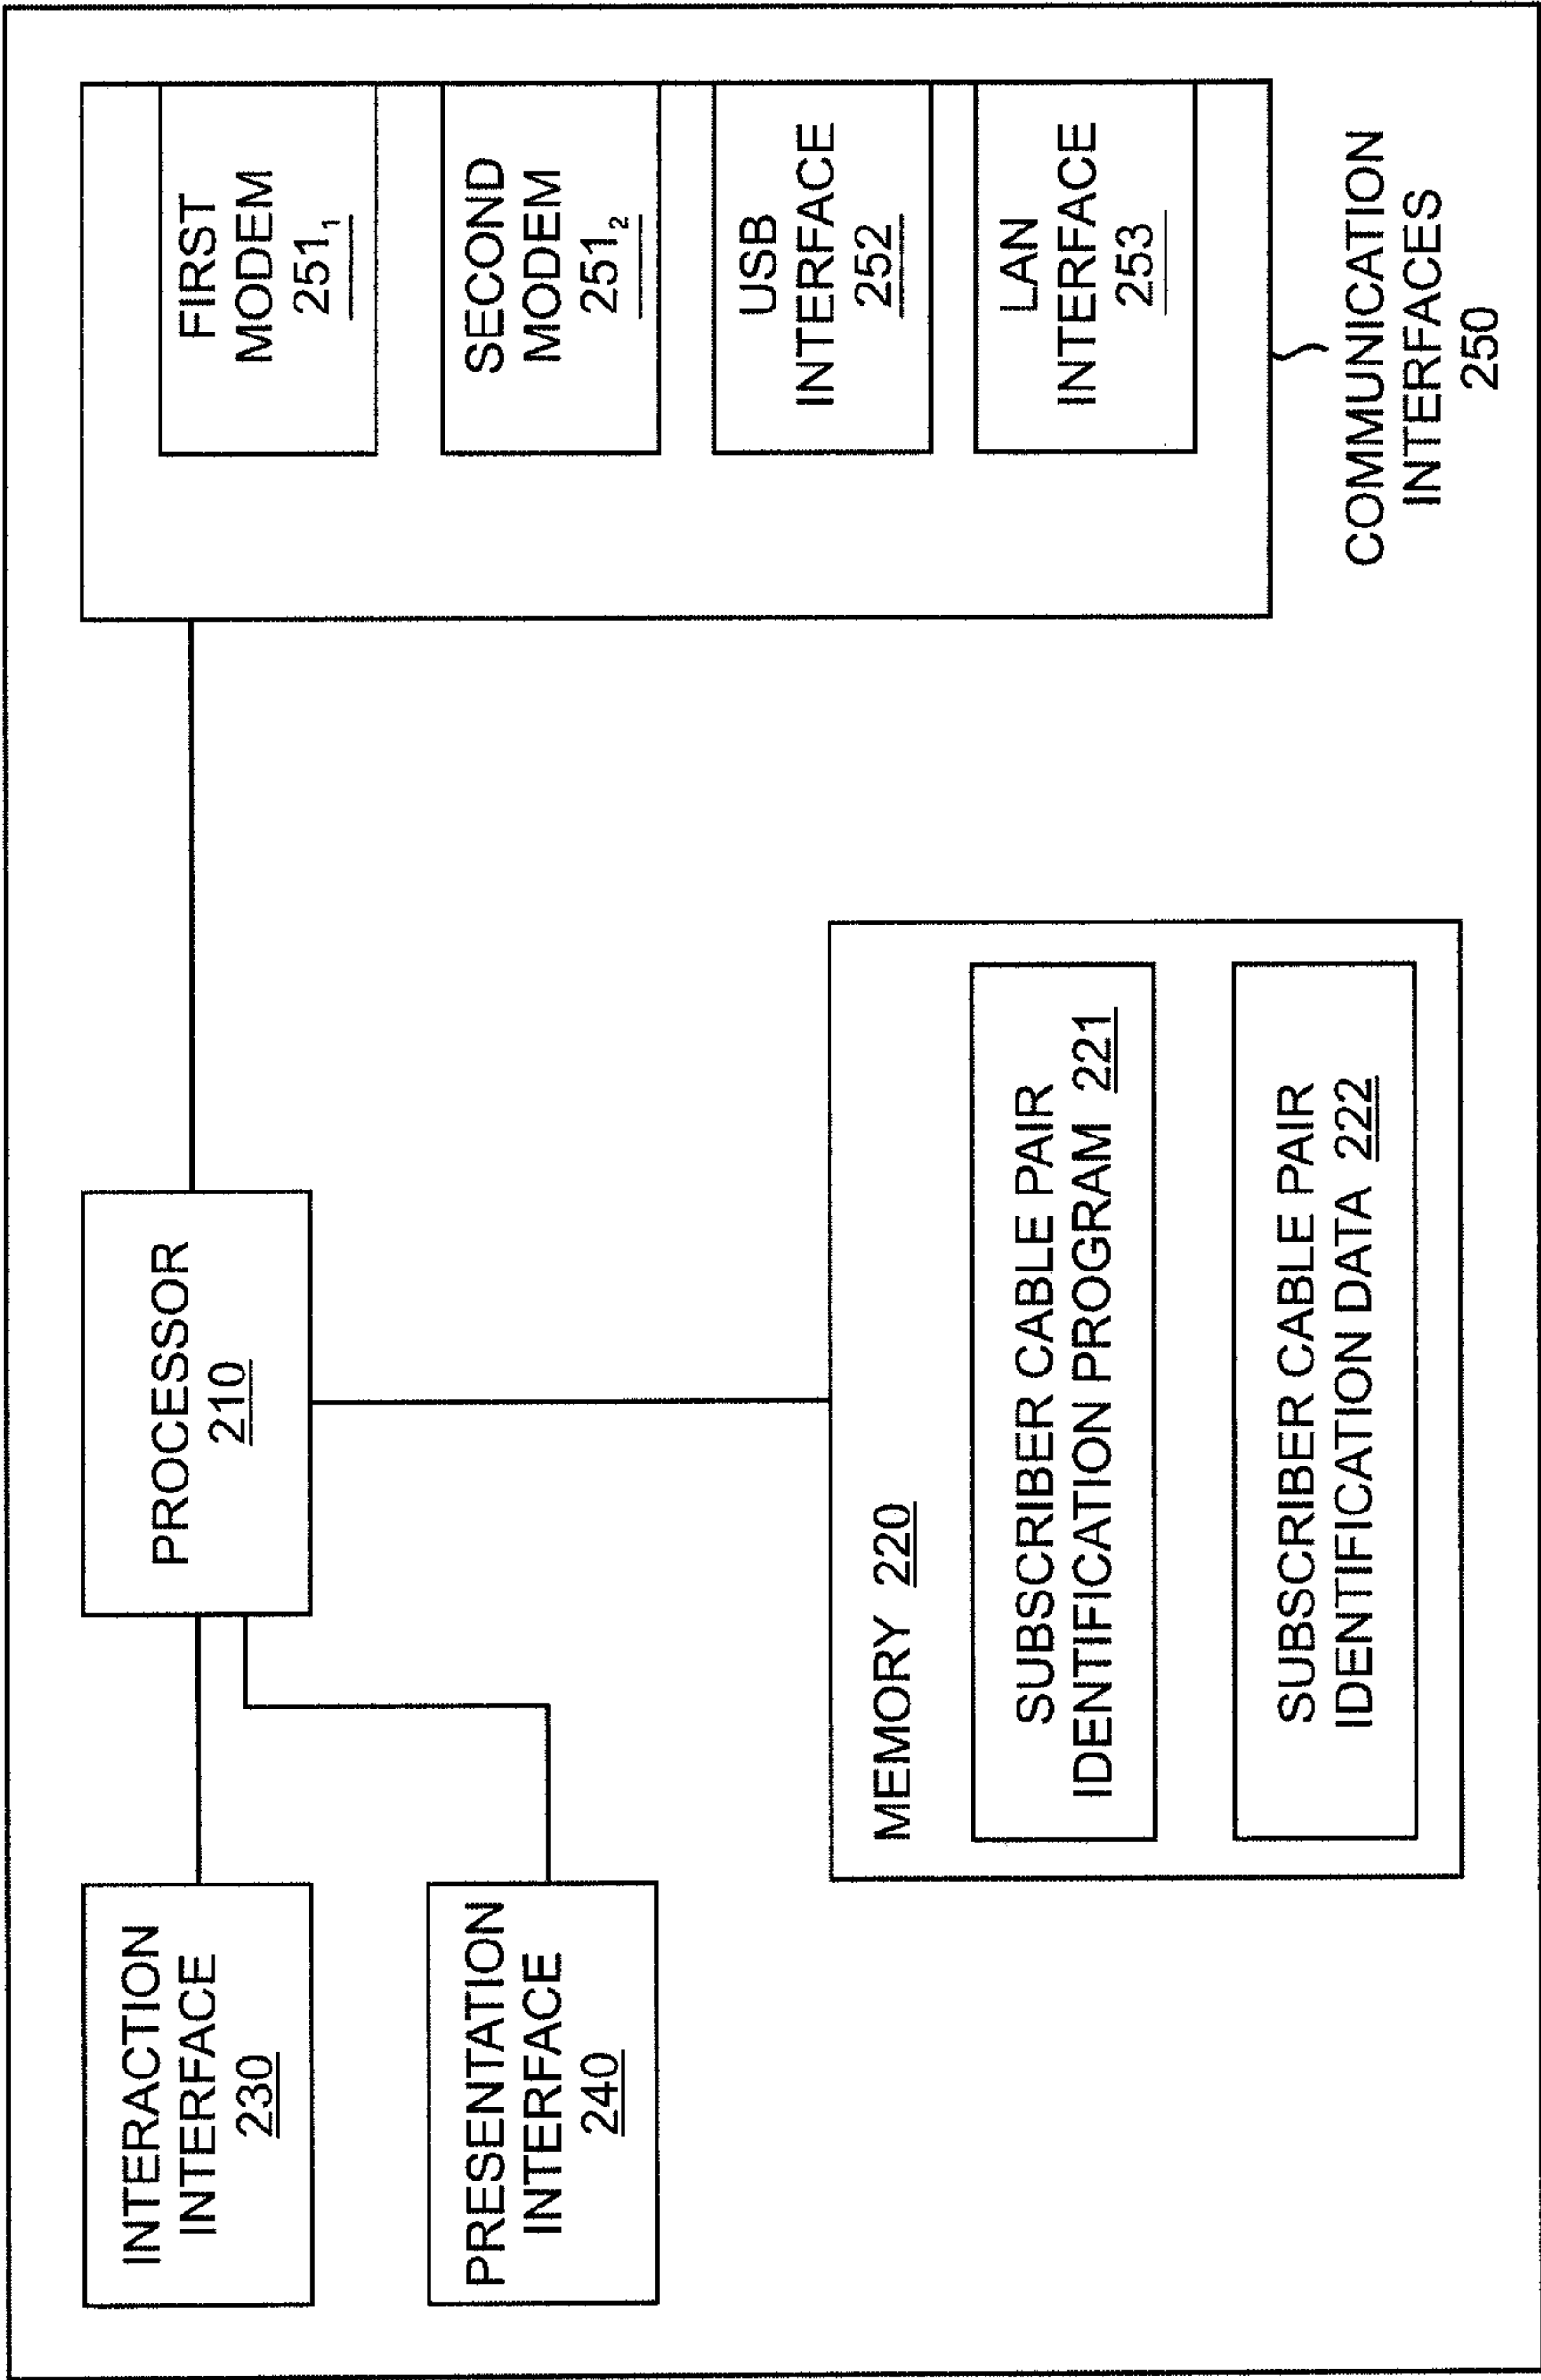 INTERACTION
INTERFACE
230
PRESENTATION
INTERFACE
240
PROCESSOR
210
MEMORY 220
SUBSCRIBER CABLE PAIR
IDENTIFICATION PROGRAM 221
SUBSCRIBER CABLE PAIR
IDENTIFICATION DATA 222
FIRST
MODEM
251₁
SECOND
MODEM
251₂
USB
INTERFACE
252
LAN
INTERFACE
253
COMMUNICATION
INTERFACES
250